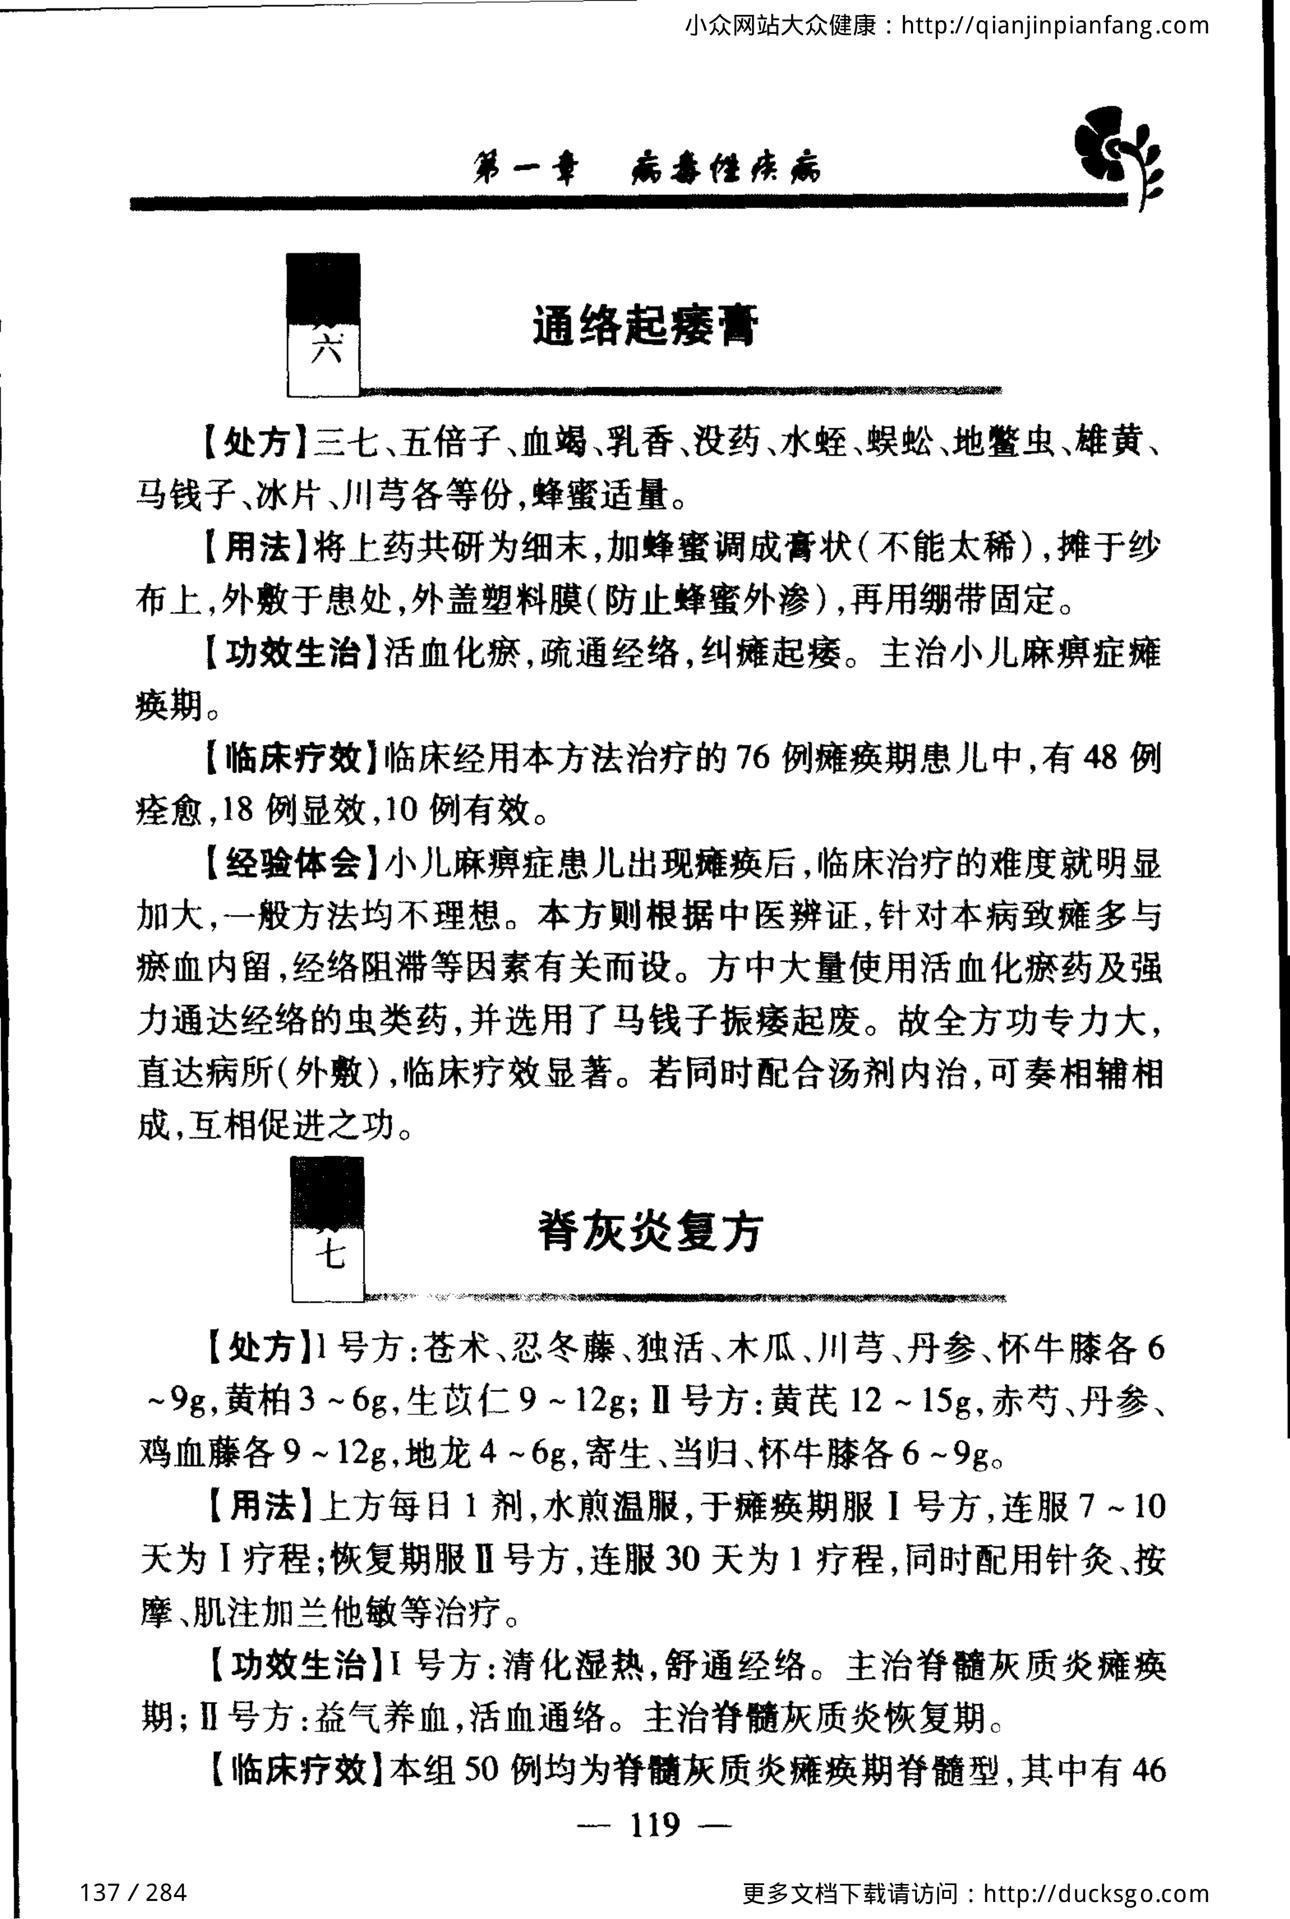 小众网站大众健康：http://qianjinpianfang.com
第一章 病毒性疾病
六
通络起痿膏
【处方】三七、五倍子、血竭、乳香、没药、水蛭、蜈蚣、地鳖虫、雄黄、
马钱子、冰片、川芎各等份,蜂蜜适量。
【用法】将上药共研为细末,加蜂蜜调成膏状(不能太稀),摊于纱
布上,外敷于患处,外盖塑料膜(防止蜂蜜外渗),再用绷带固定。
【功效生治】活血化瘀,疏通经络,纠瘫起痿。主治小儿麻痹症瘫
痪期。
【临床疗效】临床经用本方法治疗的 76 例瘫痪期患儿中,有 48 例
痊愈,18 例显效,10 例有效。
【经验体会】小儿麻痹症患儿出现瘫痪后,临床治疗的难度就明显
加大,一般方法均不理想。本方则根据中医辨证,针对本病致瘫多与
瘀血内留,经络阻滞等因素有关而设。方中大量使用活血化瘀药及强
力通达经络的虫类药,并选用了马钱子振痿起废。故全方功专力大,
直达病所(外敷),临床疗效显著。若同时配合汤剂内治,可奏相辅相
成,互相促进之功。
七
脊灰炎复方
【处方】I 号方:苍术、忍冬藤、独活、木瓜、川芎、丹参、怀牛膝各 6
~9g,黄柏 3 ~ 6g,生苡仁 9 ~ 12g; Ⅱ 号方:黄芪 12 ~ 15g,赤芍、丹参、
鸡血藤各 9 ~ 12g,地龙 4 ~ 6g,寄生、当归、怀牛膝各 6 ~ 9g。
【用法】上方每日 1 剂,水煎温服,于瘫痪期服 Ⅰ 号方,连服 7 ~ 10
天为 Ⅰ 疗程;恢复期服 Ⅱ 号方,连服 30 天为 1 疗程,同时配用针灸、按
摩、肌注加兰他敏等治疗。
【功效生治】Ⅰ 号方:清化湿热,舒通经络。主治脊髓灰质炎瘫痪
期; Ⅱ 号方:益气养血,活血通络。主治脊髓灰质炎恢复期。
【临床疗效】本组 50 例均为脊髓灰质炎瘫痪期脊髓型,其中有 46
— 119 —
137 / 284
更多文档下载请访问：http://ducksgo.com